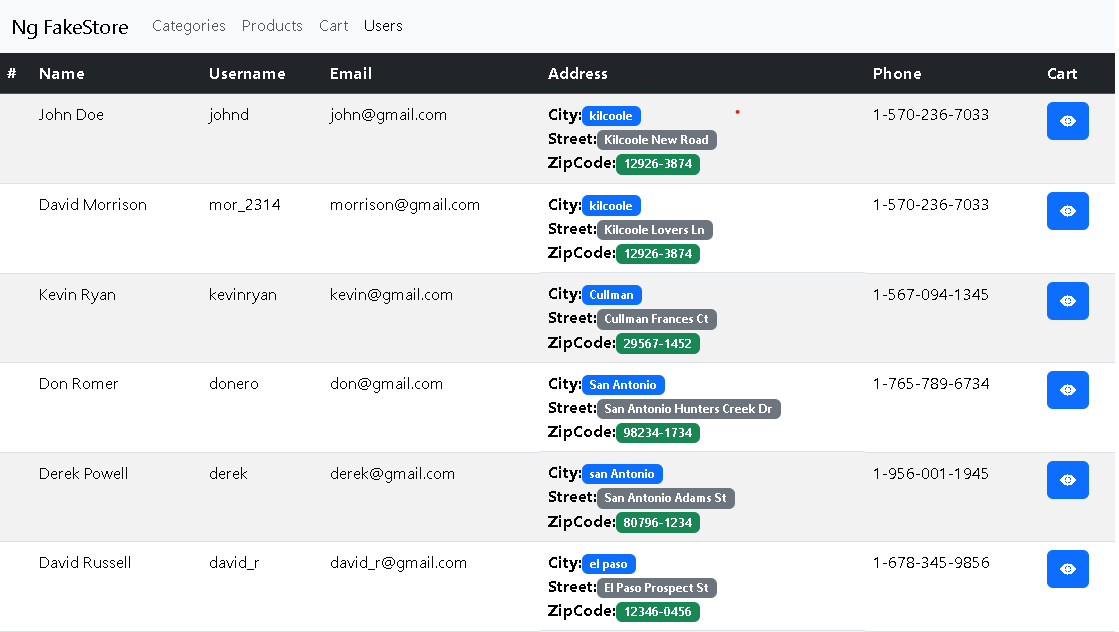 Ng FakeStore Categories Products Cart Users
# Name Username Email Address Phone Cart
John Doe johnd john@gmail.com City: kilcoole 1-570-236-7033
Street: Kilcoole New Road
ZipCode: 12926-3874
David Morrison mor_2314 morrison@gmail.com City: kilcoole 1-570-236-7033
Street: Kilcoole Lovers Ln
ZipCode: 12926-3874
Kevin Ryan kevinryan kevin@gmail.com City: Cullman 1-567-094-1345
Street: Cullman Frances Ct
ZipCode: 29567-1452
Don Romer donero don@gmail.com City: San Antonio 1-765-789-6734
Street: San Antonio Hunters Creek Dr
ZipCode: 98234-1734
Derek Powell derek derek@gmail.com City: san Antonio 1-956-001-1945
Street: San Antonio Adams St
ZipCode: 80796-1234
David Russell david_r david_r@gmail.com City: el paso 1-678-345-9856
Street: El Paso Prospect St
ZipCode: 12346-0456